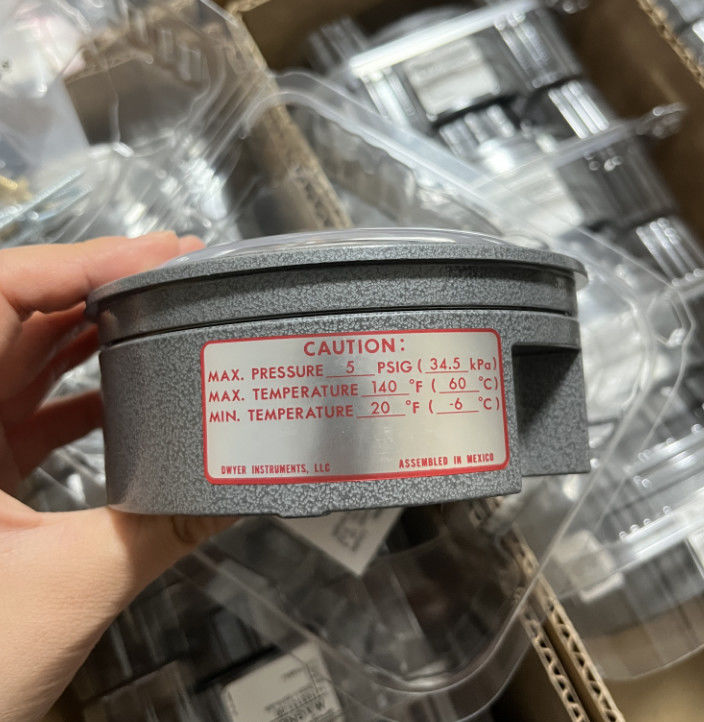 CAUTION:
MAX. PRESSURE 5 PSIG ( 34.5 kPa)
MAX. TEMPERATURE 140 °F ( 60 °C)
MIN. TEMPERATURE 20 °F ( -6 °C)
DWYER INSTRUMENTS, LLC ASSEMBLED IN MEXICO